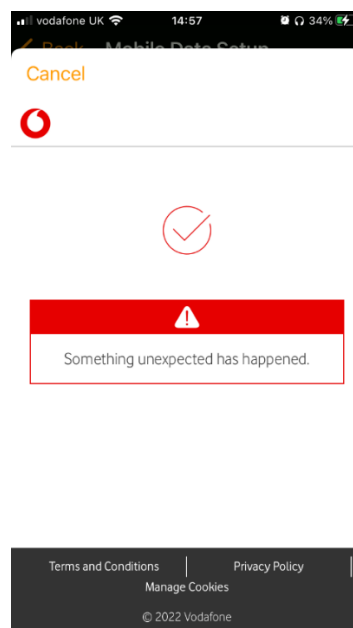 vodafone UK 14:57 34%
Back Mobile Data Setup
Cancel
Something unexpected has happened.
Terms and Conditions Privacy Policy
Manage Cookies
© 2022 Vodafone